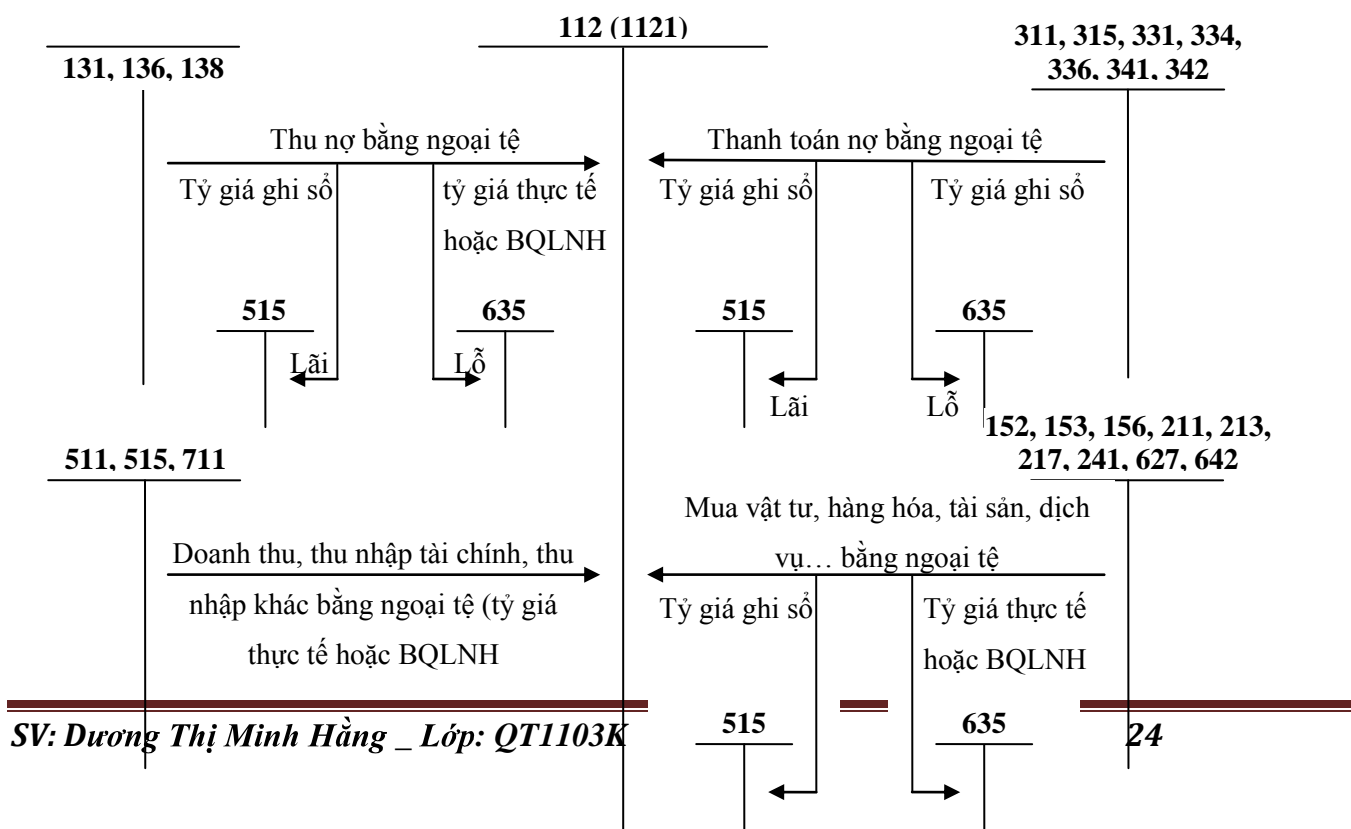 112 (1121)
131, 136, 138
311, 315, 331, 334,
336, 341, 342
Thu nợ bằng ngoại tệ
Thanh toán nợ bằng ngoại tệ
Tỷ giá ghi sổ
tỷ giá thực tế
hoặc BQLNH
Tỷ giá ghi sổ
Tỷ giá ghi sổ
515
635
515
635
Lãi
Lỗ
Lãi
Lỗ
511, 515, 711
152, 153, 156, 211, 213,
217, 241, 627, 642
Doanh thu, thu nhập tài chính, thu
nhập khác bằng ngoại tệ (tỷ giá
thực tế hoặc BQLNH
Mua vật tư, hàng hóa, tài sản, dịch
vụ… bằng ngoại tệ
Tỷ giá ghi sổ
Tỷ giá thực tế
hoặc BQLNH
515
635
SV: Dương Thị Minh Hằng _ Lớp: QT1103K
24